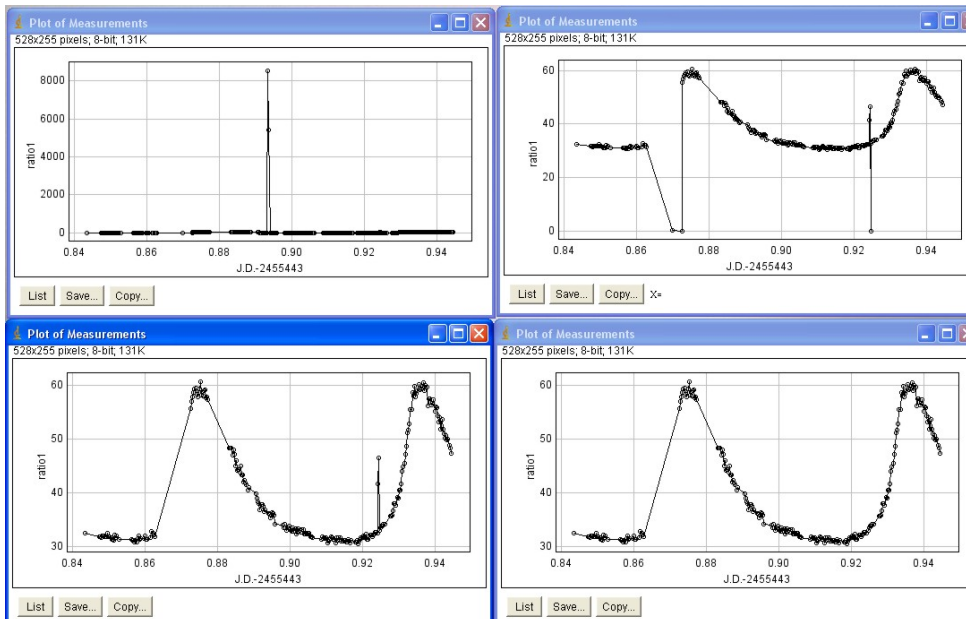 Plot of Measurements
528x255 pixels; 8-bit; 131K
8000
6000
4000
2000
0
ratio1
0.84 0.86 0.88 0.90 0.92 0.94
J.D.-2455443
List Save... Copy...
Plot of Measurements
528x255 pixels; 8-bit; 131K
60
40
20
0
ratio1
0.84 0.86 0.88 0.90 0.92 0.94
J.D.-2455443
List Save... Copy... X=
Plot of Measurements
528x255 pixels; 8-bit; 131K
60
50
40
30
ratio1
0.84 0.86 0.88 0.90 0.92 0.94
J.D.-2455443
List Save... Copy...
Plot of Measurements
528x255 pixels; 8-bit; 131K
60
50
40
30
ratio1
0.84 0.86 0.88 0.90 0.92 0.94
J.D.-2455443
List Save... Copy...